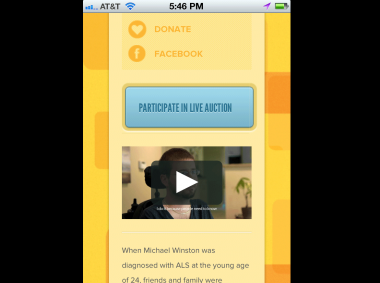 AT&T 5:46 PM
DONATE
FACEBOOK
PARTICIPATE IN LIVE AUCTION
When Michael Winston was
diagnosed with ALS at the young age
of 24, friends and family were